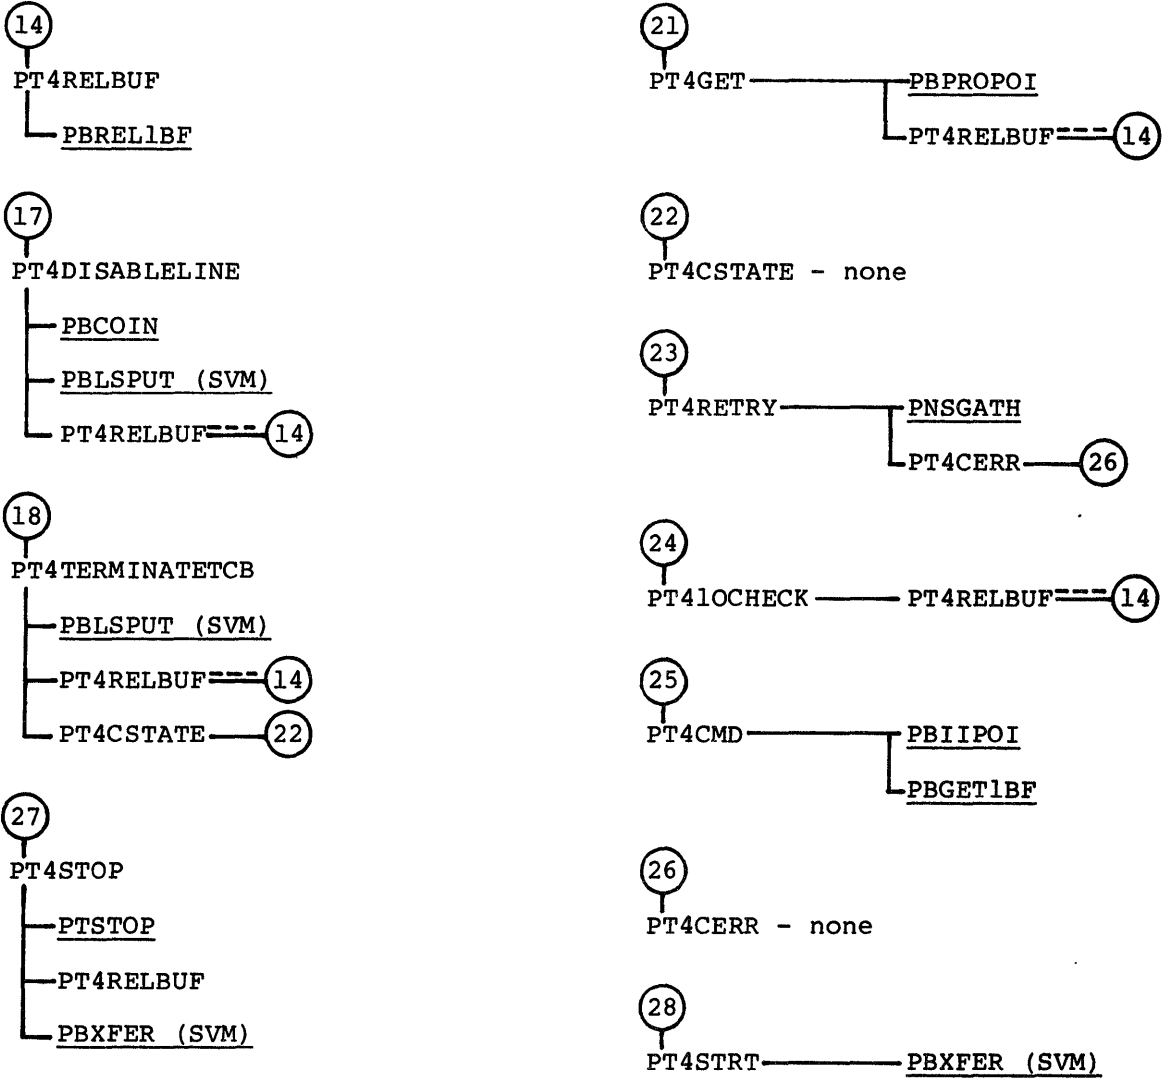 14
PT4RELBUF
PBREL1BF
17
PT4DISABLELINE
PBCOIN
PBLSPUT (SVM)
PT4RELBUF 14
18
PT4TERMINATETCB
PBLSPUT (SVM)
PT4RELBUF 14
PT4CSTATE 22
27
PT4STOP
PTSTOP
PT4RELBUF
PBXFER (SVM)
21
PT4GET PBPROPOI
PT4RELBUF 14
22
PT4CSTATE - none
23
PT4RETRY PNSGATH
PT4CERR 26
24
PT41OCHECK PT4RELBUF 14
25
PT4CMD PBIIPOI
PBGET1BF
26
PT4CERR - none
28
PT4STRT PBXFER (SVM)